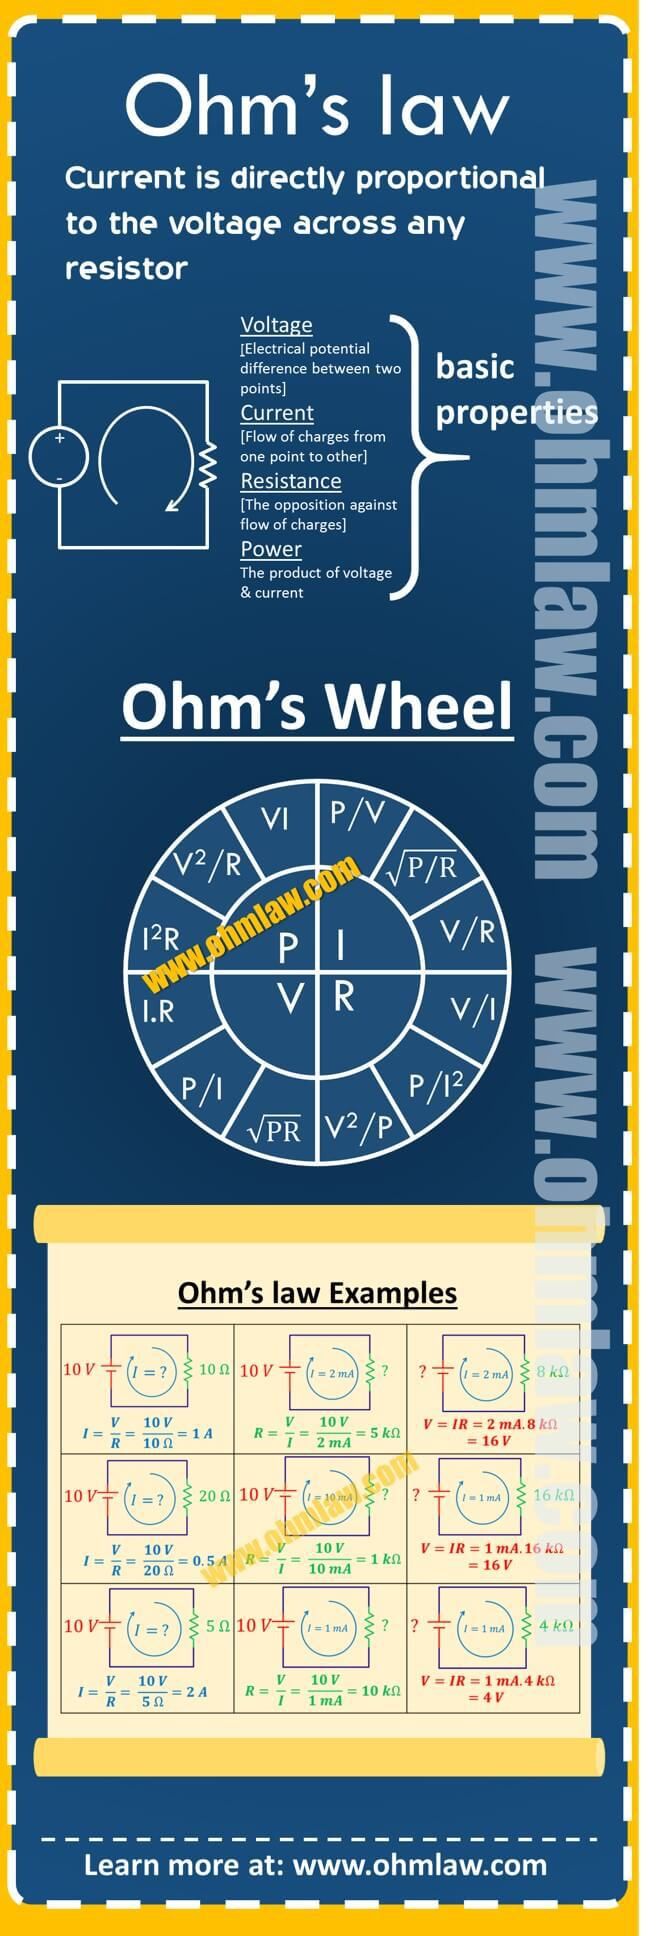 Ohm's law
Current is directly proportional
to the voltage across any
resistor
Voltage
[Electrical potential
difference between two
points]
Current
[Flow of charges from
one point to other]
Resistance
[The opposition against
flow of charges]
Power
The product of voltage
& current
basic
properties
+
-
www.ohmlaw.com
Ohm's Wheel
VI
P/V
V²/R
√P/R
I²R
V/R
P
I
I.R
V
R
V/I
P/I
P/I²
√PR
V²/P
www.ohmlaw.com
www.ohmlaw.com
Ohm's law Examples
10 V
I = ?
10 Ω
I = V/R = 10 V/10 Ω = 1 A
10 V
I = 2 mA
?
R = V/I = 10 V/2 mA = 5 kΩ
?
I = 2 mA
8 kΩ
V = IR = 2 mA.8 kΩ
= 16 V
10 V
I = ?
20 Ω
I = V/R = 10 V/20 Ω = 0.5 A
10 V
I = 10 mA
?
R = V/I = 10 V/10 mA = 1 kΩ
?
I = 1 mA
16 kΩ
V = IR = 1 mA.16 kΩ
= 16 V
www.ohmlaw.com
10 V
I = ?
5 Ω
I = V/R = 10 V/5 Ω = 2 A
10 V
I = 1 mA
?
R = V/I = 10 V/1 mA = 10 kΩ
?
I = 1 mA
4 kΩ
V = IR = 1 mA.4 kΩ
= 4 V
Learn more at: www.ohmlaw.com